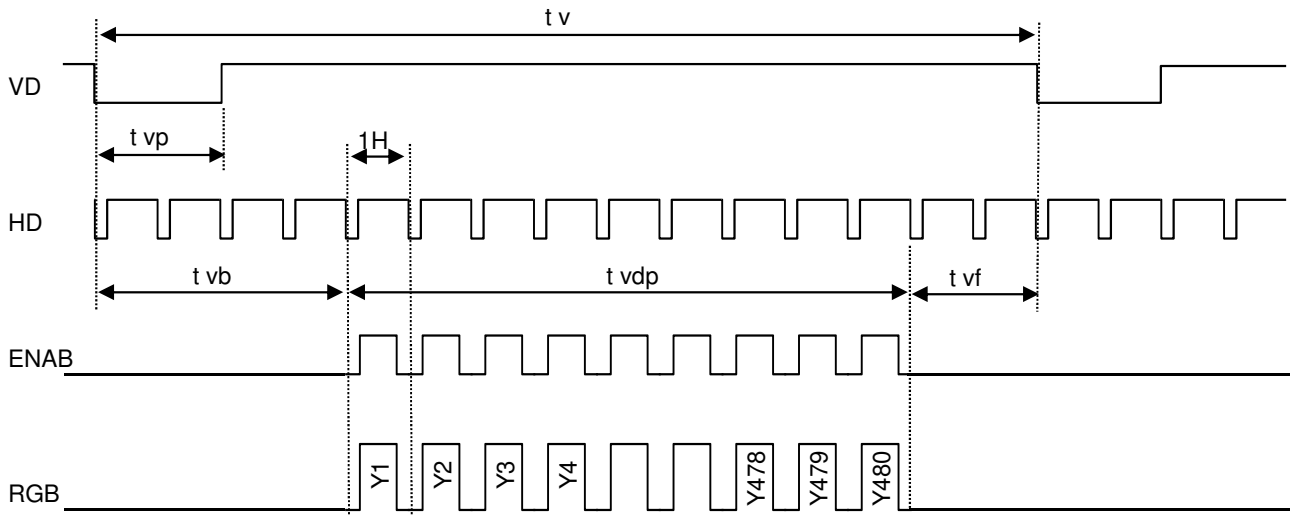 t v
VD
t vp
1H
HD
t vb
t vdp
t vf
ENAB
RGB
Y1
Y2
Y3
Y4
Y478
Y479
Y480